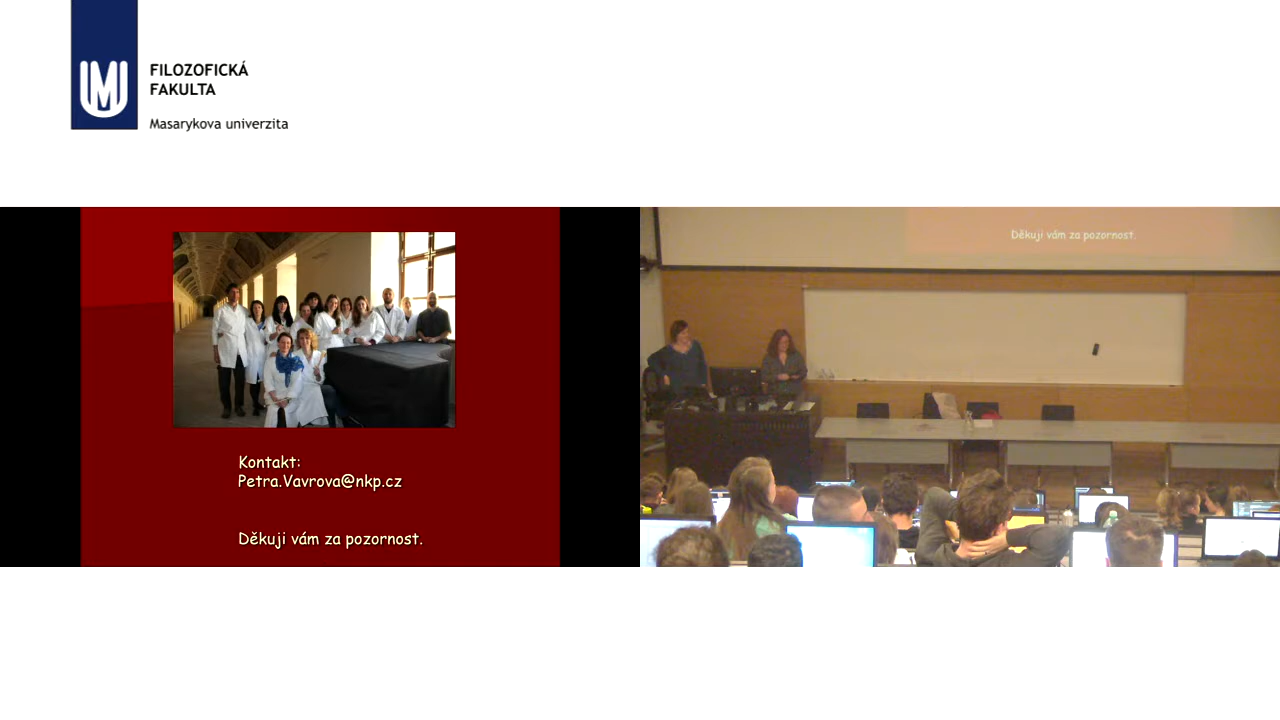 FILOZOFICKÁ
FAKULTA
Masarykova univerzita
Kontakt:
Petra.Vavrova@nkp.cz
Děkuji vám za pozornost.
Děkuji vám za pozornost.